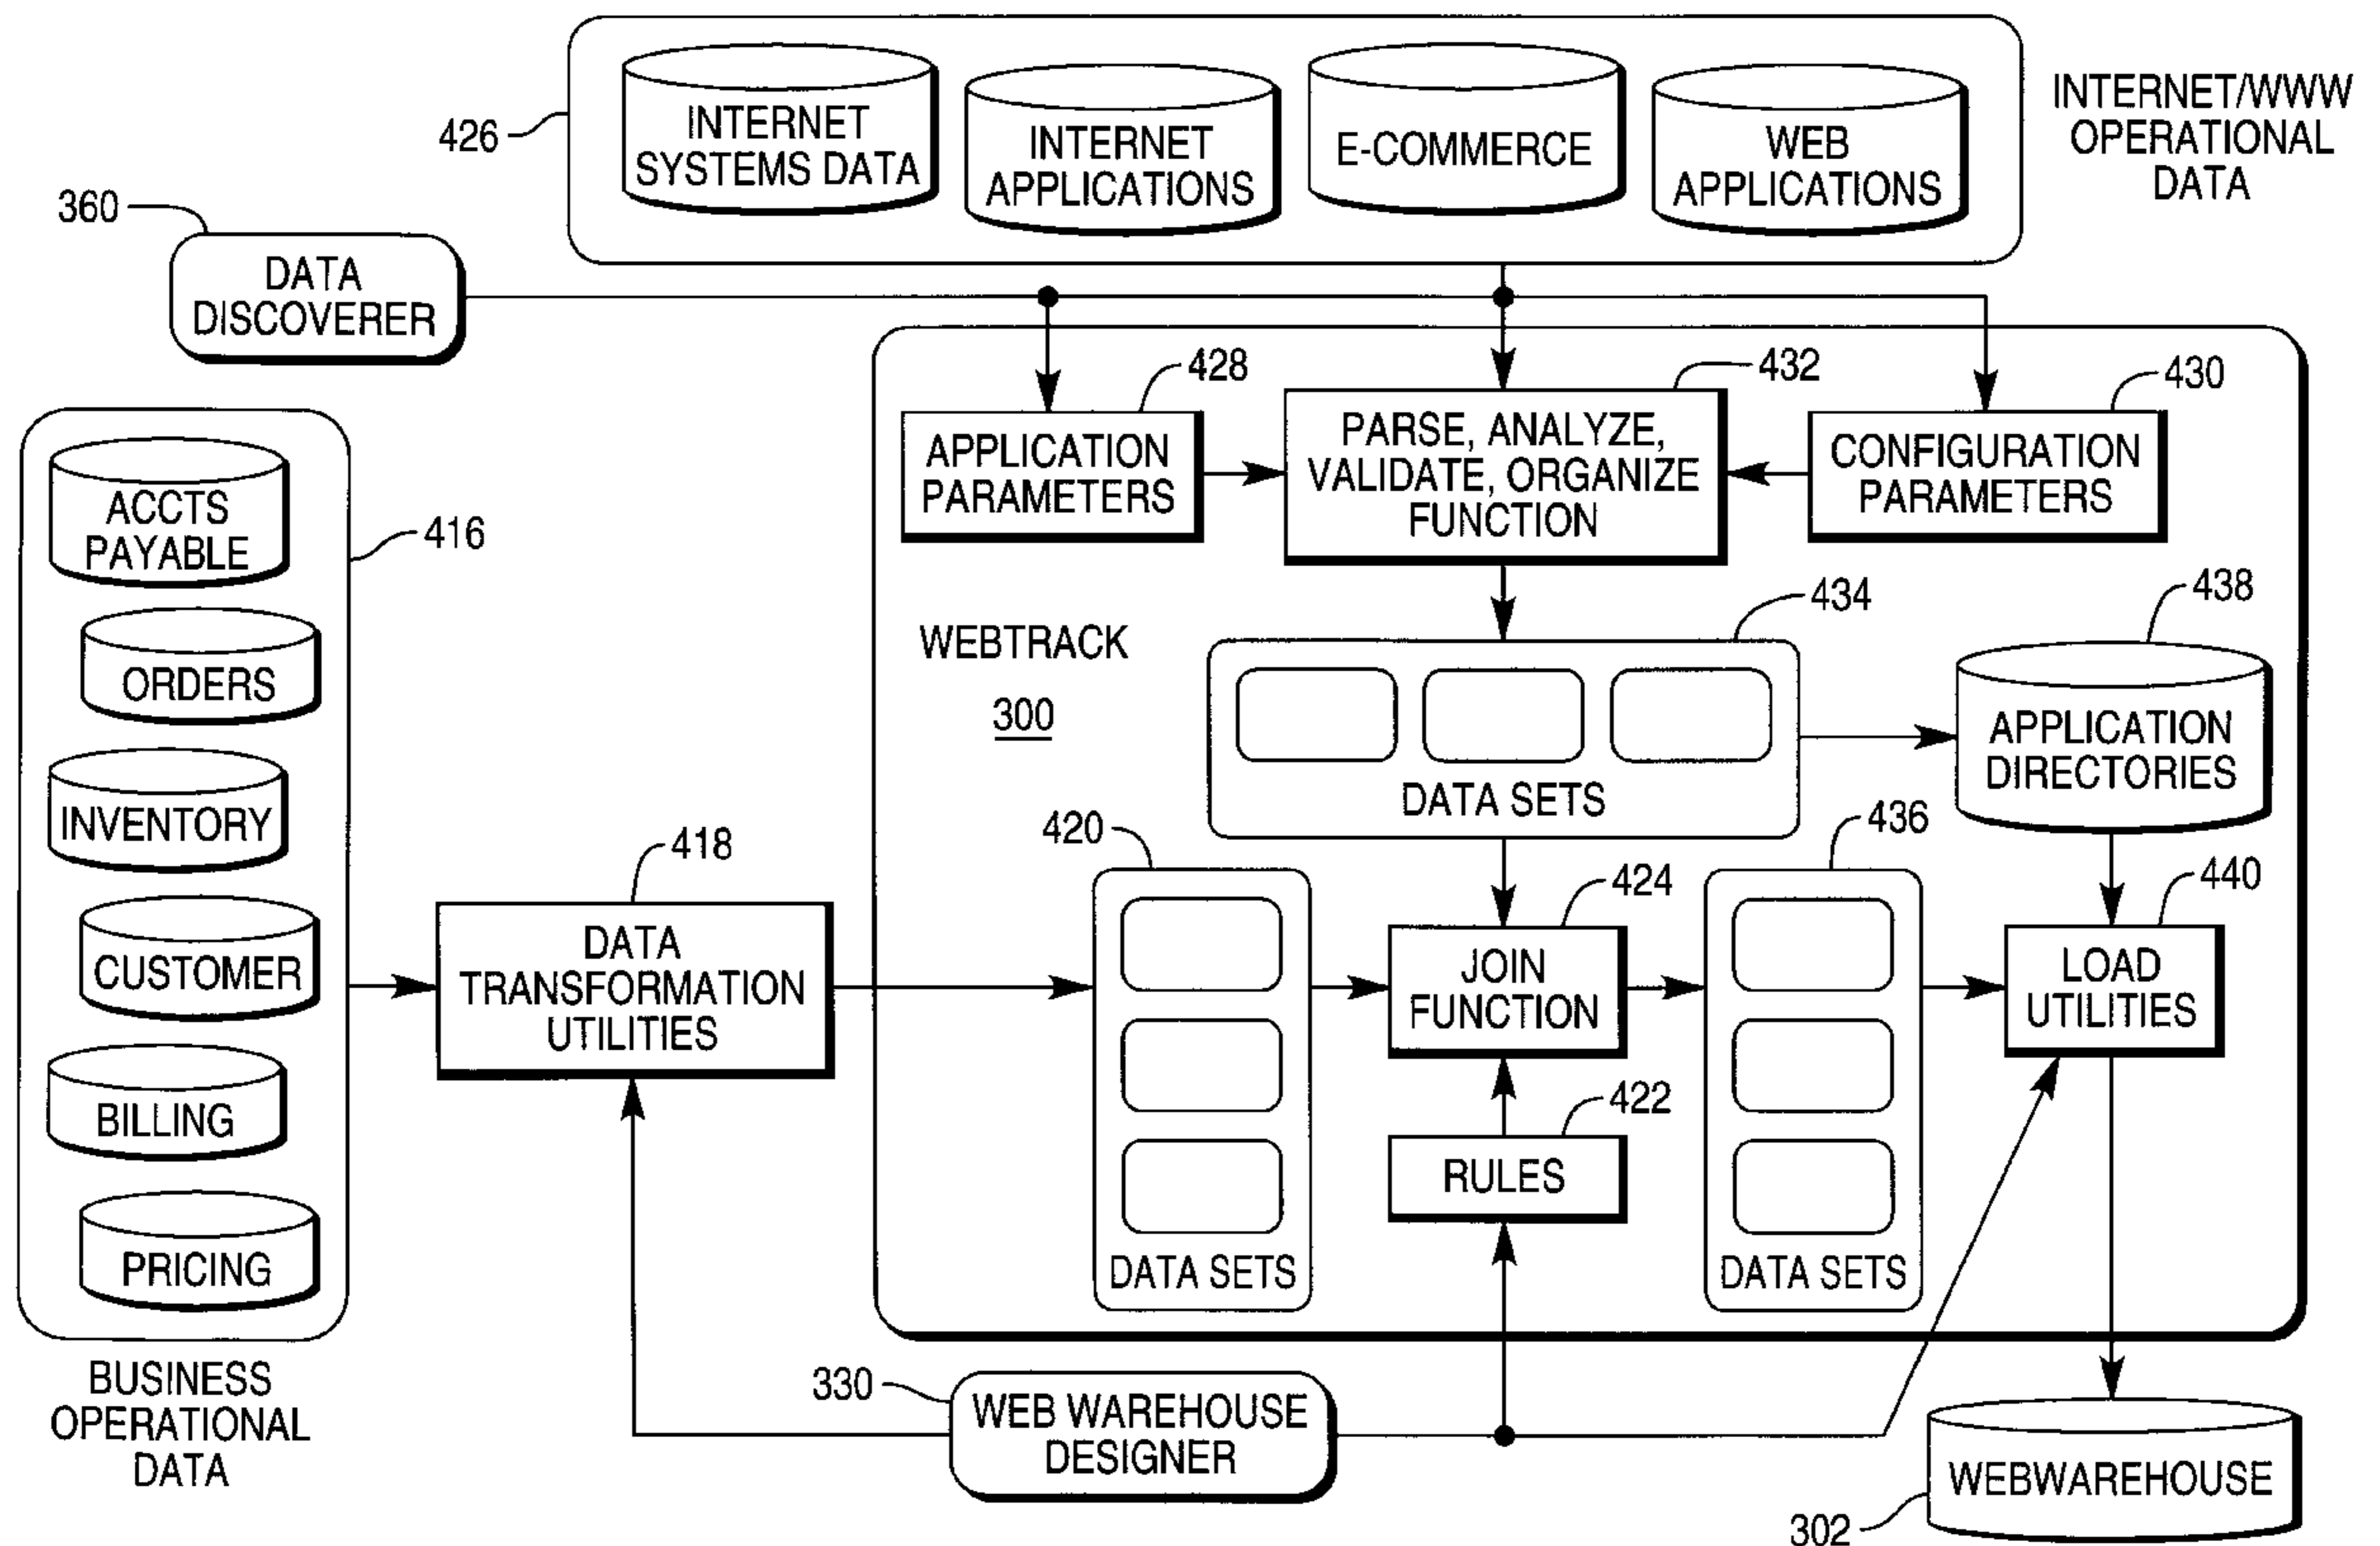 INTERNET
SYSTEMS DATA
INTERNET
APPLICATIONS
E-COMMERCE
WEB
APPLICATIONS
INTERNET/WWW
OPERATIONAL
DATA
426
360
DATA
DISCOVERER
428
432
430
APPLICATION
PARAMETERS
PARSE, ANALYZE,
VALIDATE, ORGANIZE
FUNCTION
CONFIGURATION
PARAMETERS
ACCTS
PAYABLE
416
ORDERS
INVENTORY
CUSTOMER
BILLING
PRICING
BUSINESS
OPERATIONAL
DATA
WEBTRACK
300
434
DATA SETS
438
APPLICATION
DIRECTORIES
418
DATA
TRANSFORMATION
UTILITIES
420
DATA SETS
424
JOIN
FUNCTION
422
RULES
436
DATA SETS
440
LOAD
UTILITIES
330
WEB WAREHOUSE
DESIGNER
WEBWAREHOUSE
302